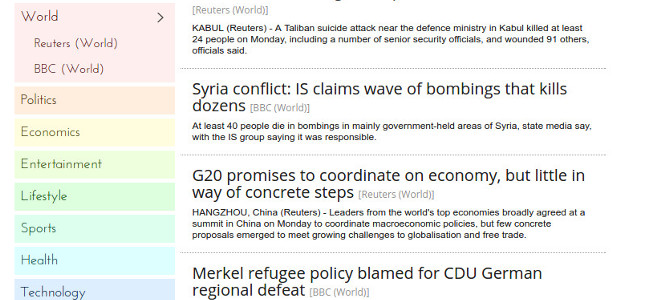 World
Reuters (World)
BBC (World)
Politics
Economics
Entertainment
Lifestyle
Sports
Health
Technology
[Reuters (World)]
KABUL (Reuters) - A Taliban suicide attack near the defence ministry in Kabul killed at least
24 people on Monday, including a number of senior security officials, and wounded 91 others,
officials said.
Syria conflict: IS claims wave of bombings that kills
dozens [BBC (World)]
At least 40 people die in bombings in mainly government-held areas of Syria, state media say,
with the IS group saying it was responsible.
G20 promises to coordinate on economy, but little in
way of concrete steps [Reuters (World)]
HANGZHOU, China (Reuters) - Leaders from the world's top economies broadly agreed at a
summit in China on Monday to coordinate macroeconomic policies, but few concrete
proposals emerged to meet growing challenges to globalisation and free trade.
Merkel refugee policy blamed for CDU German
regional defeat [BBC (World)]